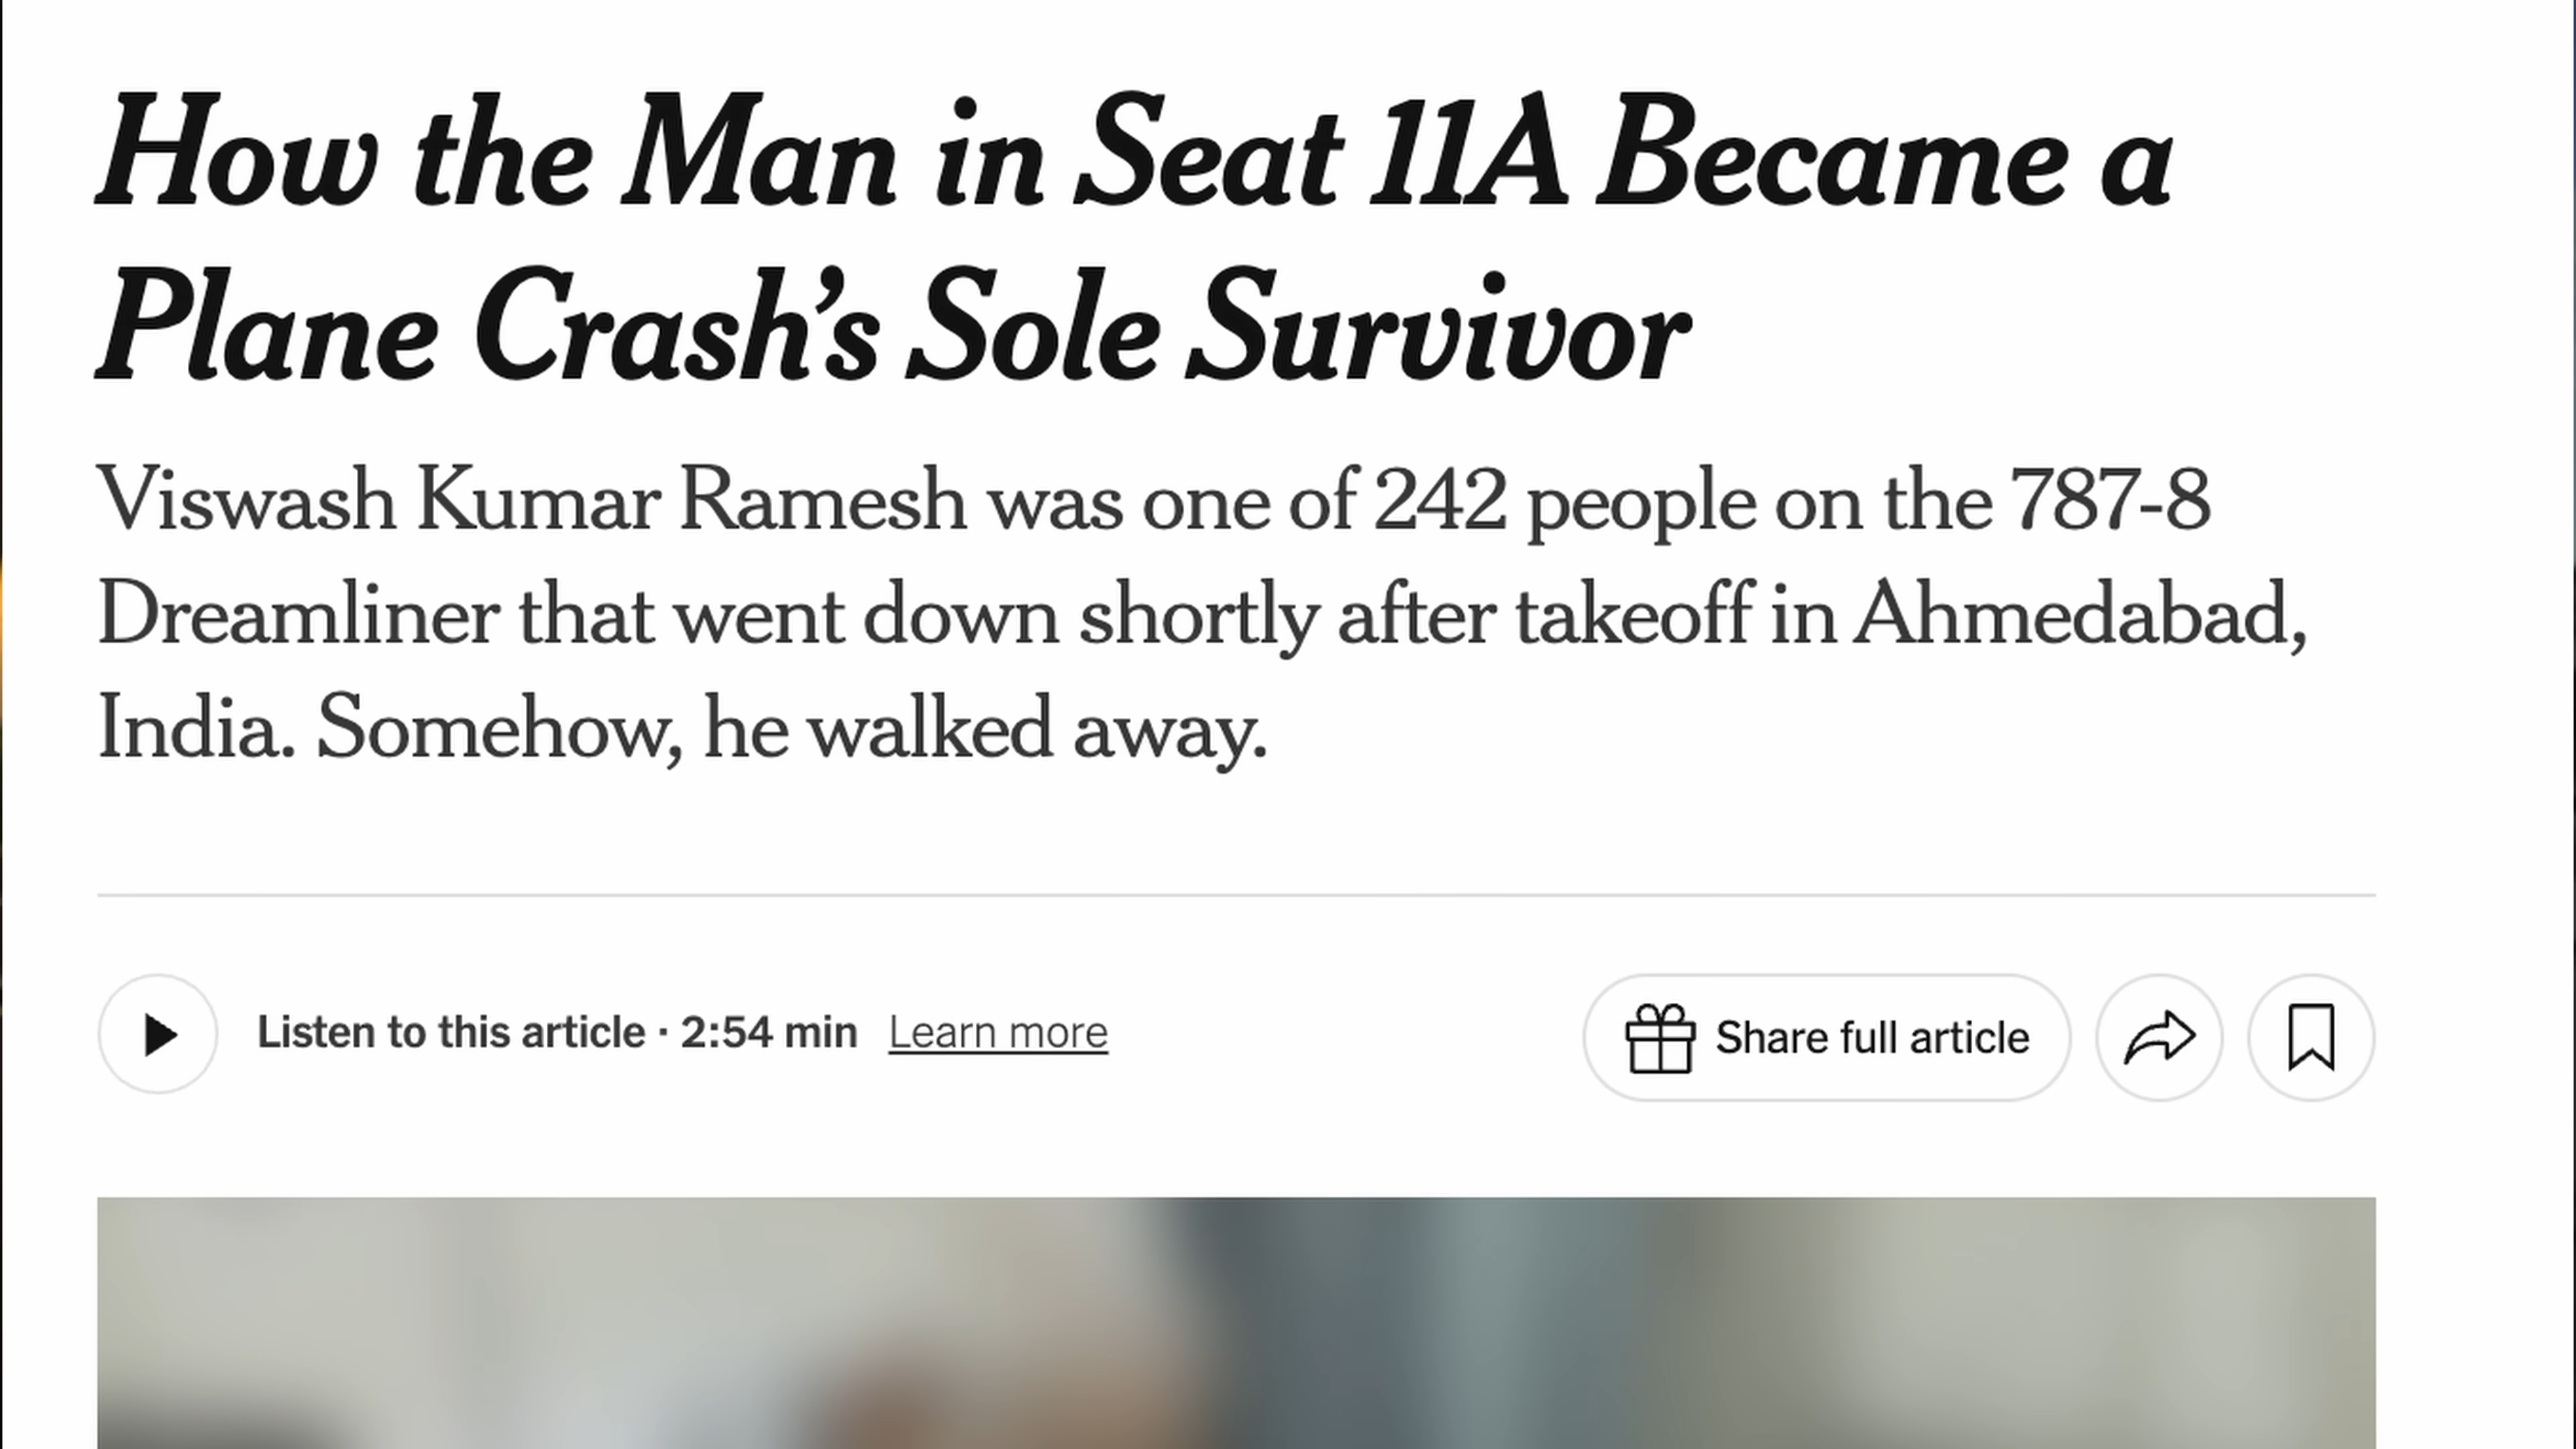 How the Man in Seat 11A Became a
Plane Crash’s Sole Survivor
Viswash Kumar Ramesh was one of 242 people on the 787-8
Dreamliner that went down shortly after takeoff in Ahmedabad,
India. Somehow, he walked away.
Listen to this article · 2:54 min Learn more
Share full article